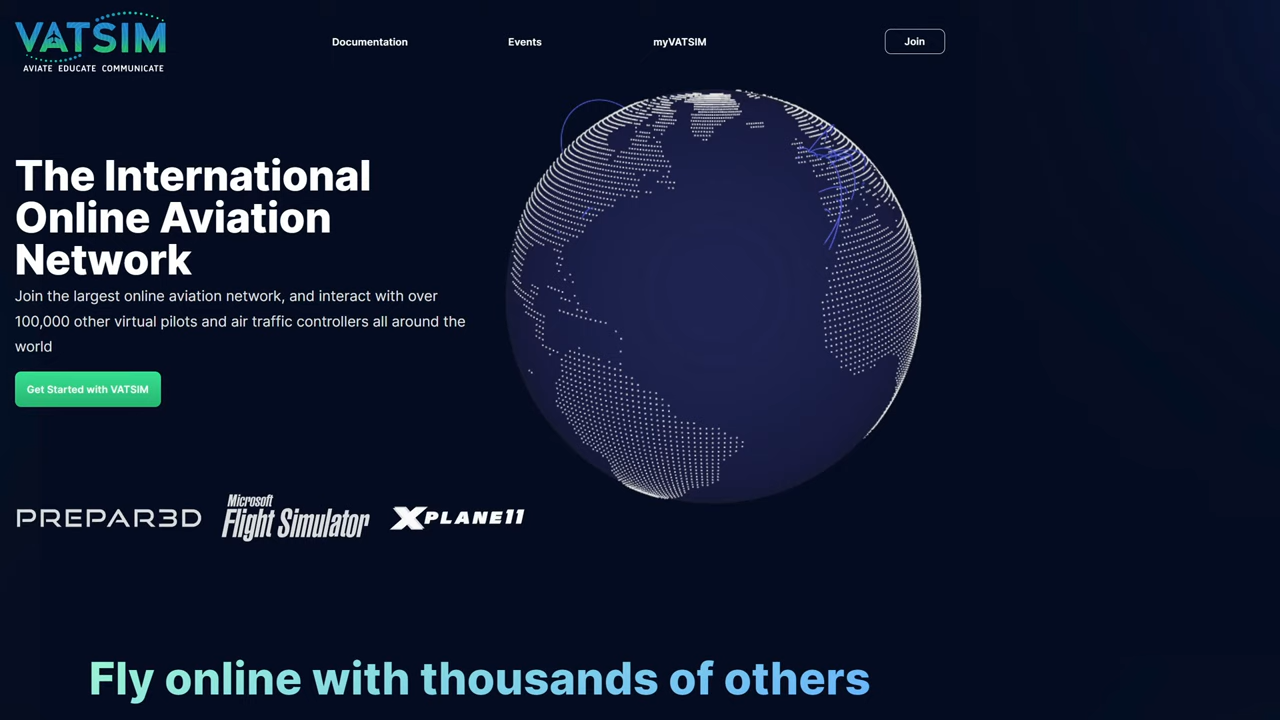 VATSIM
AVIATE EDUCATE COMMUNICATE
Documentation
Events
myVATSIM
Join
The International
Online Aviation
Network
Join the largest online aviation network, and interact with over
100,000 other virtual pilots and air traffic controllers all around the
world
Get Started with VATSIM
PREPAR3D
Microsoft
Flight Simulator
XPLANE11
Fly online with thousands of others